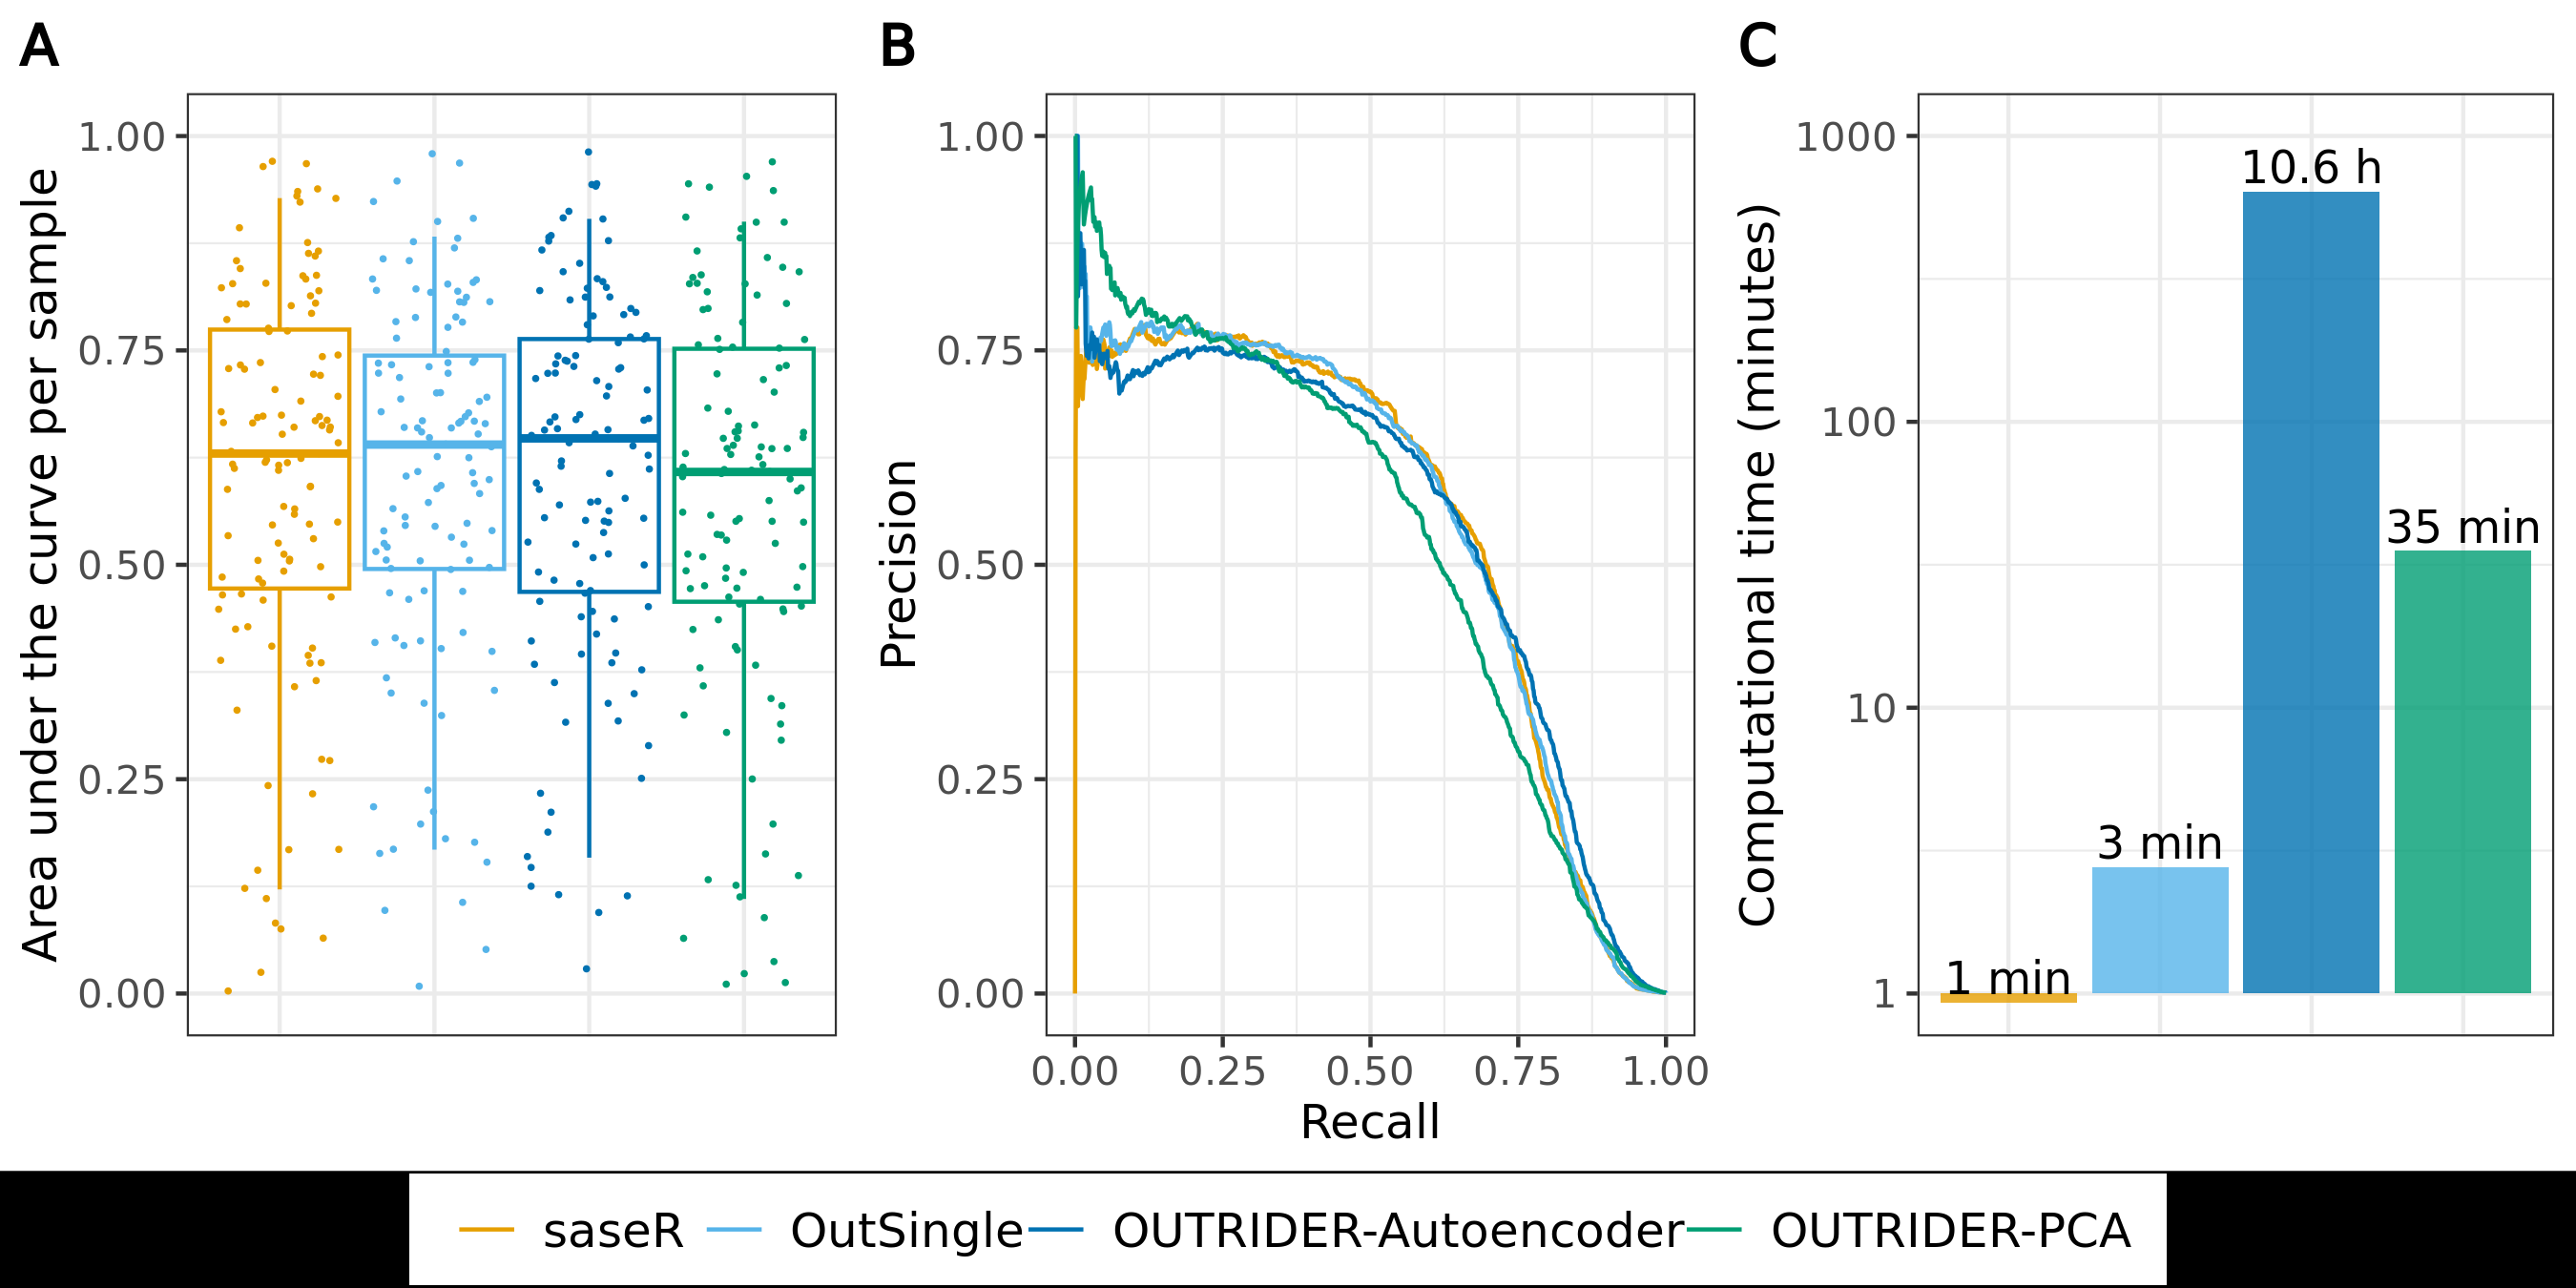 A
Area under the curve per sample
1.00
0.75
0.50
0.25
0.00
B
Precision
1.00
0.75
0.50
0.25
0.00
0.00 0.25 0.50 0.75 1.00
Recall
C
Computational time (minutes)
1000
100
10
1
1 min
3 min
10.6 h
35 min
saseR OutSingle OUTRIDER-Autoencoder OUTRIDER-PCA